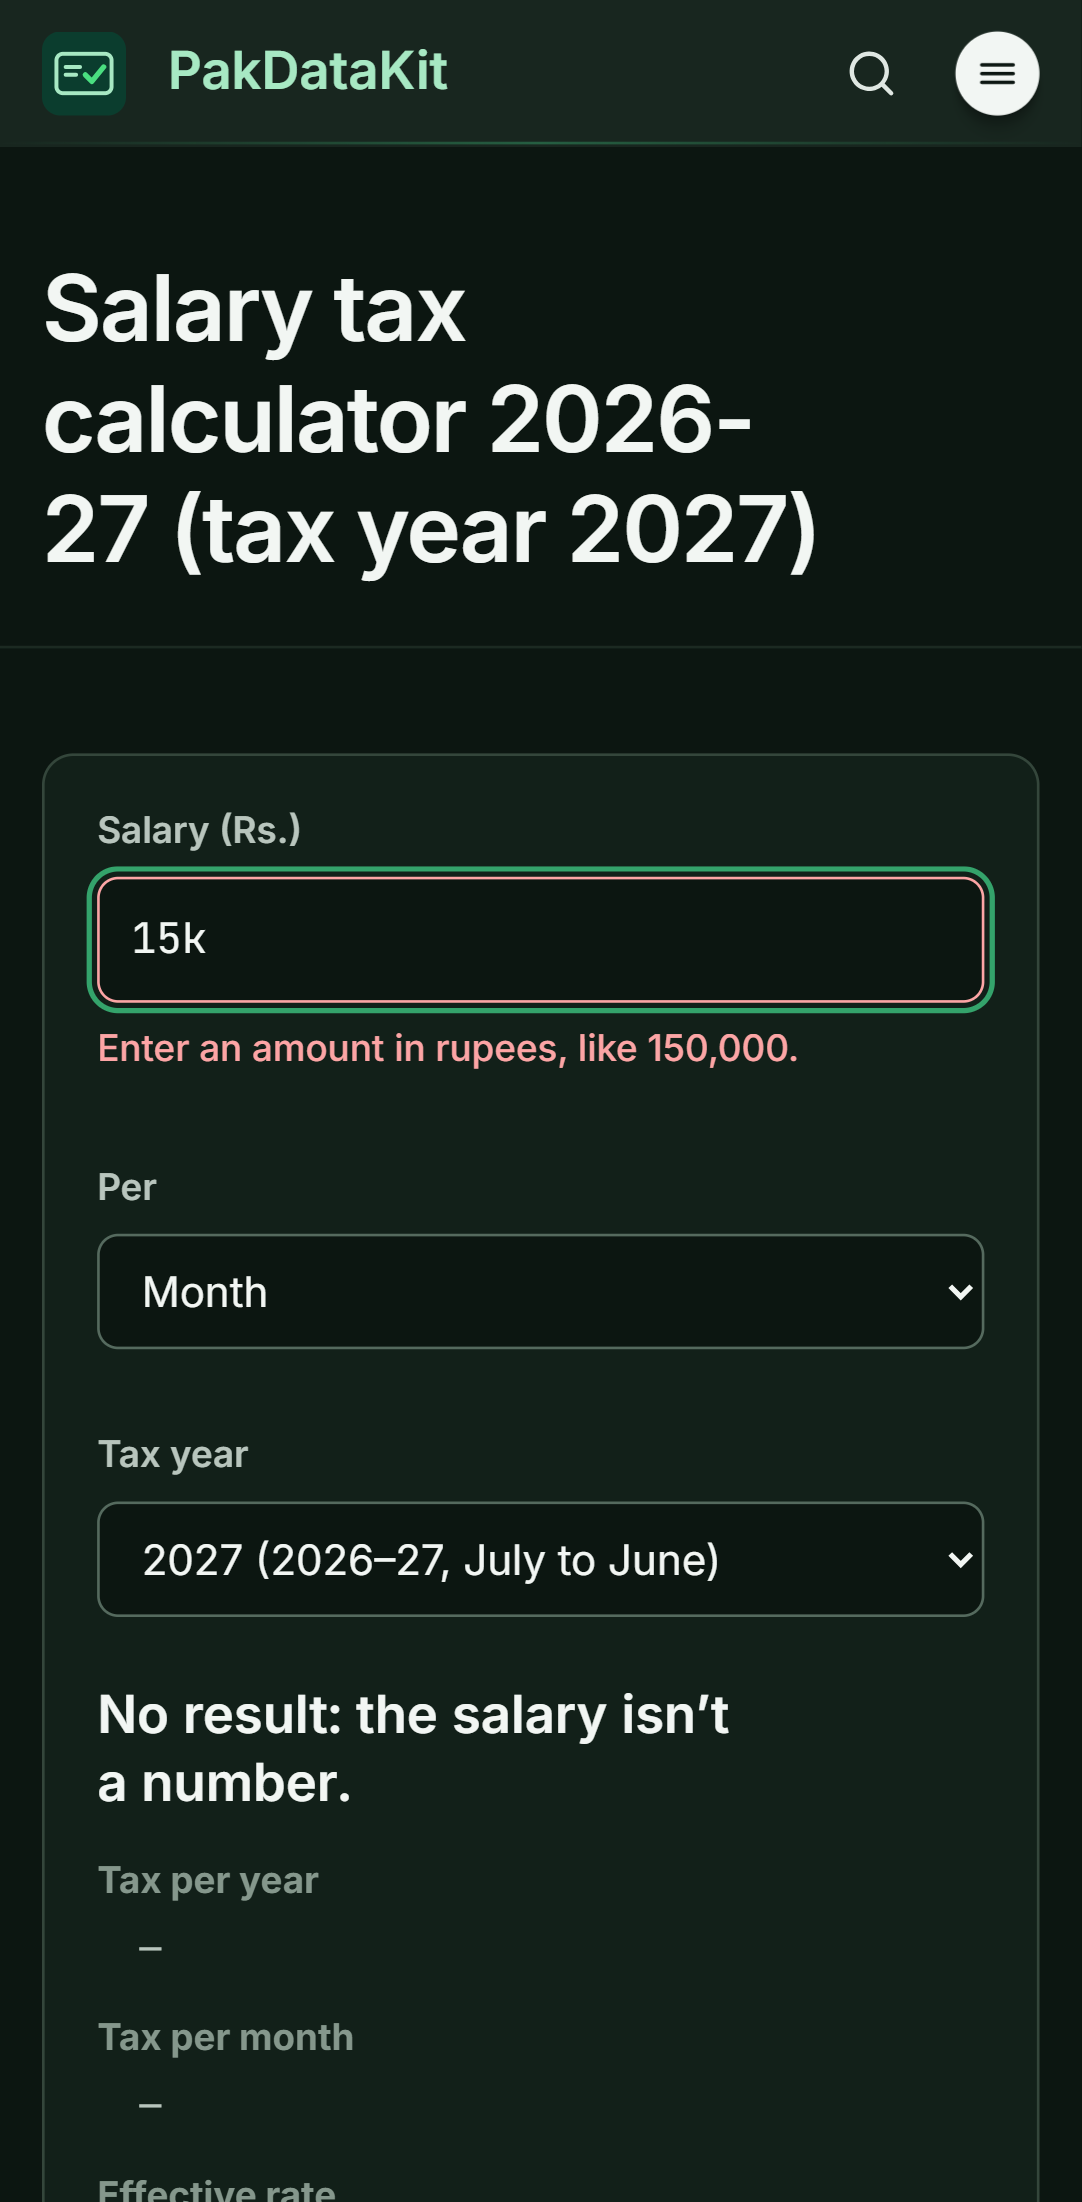 PakDataKit
Salary tax
calculator 2026-
27 (tax year 2027)
Salary (Rs.)
15k
Enter an amount in rupees, like 150,000.
Per
Month
Tax year
2027 (2026–27, July to June)
No result: the salary isn’t
a number.
Tax per year
–
Tax per month
–
Effective rate